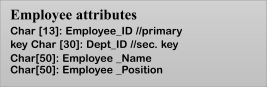 Employee attributes
Char [13]: Employee_ID //primary
key Char [30]: Dept_ID //sec. key
Char[50]: Employee _Name
Char[50]: Employee _Position